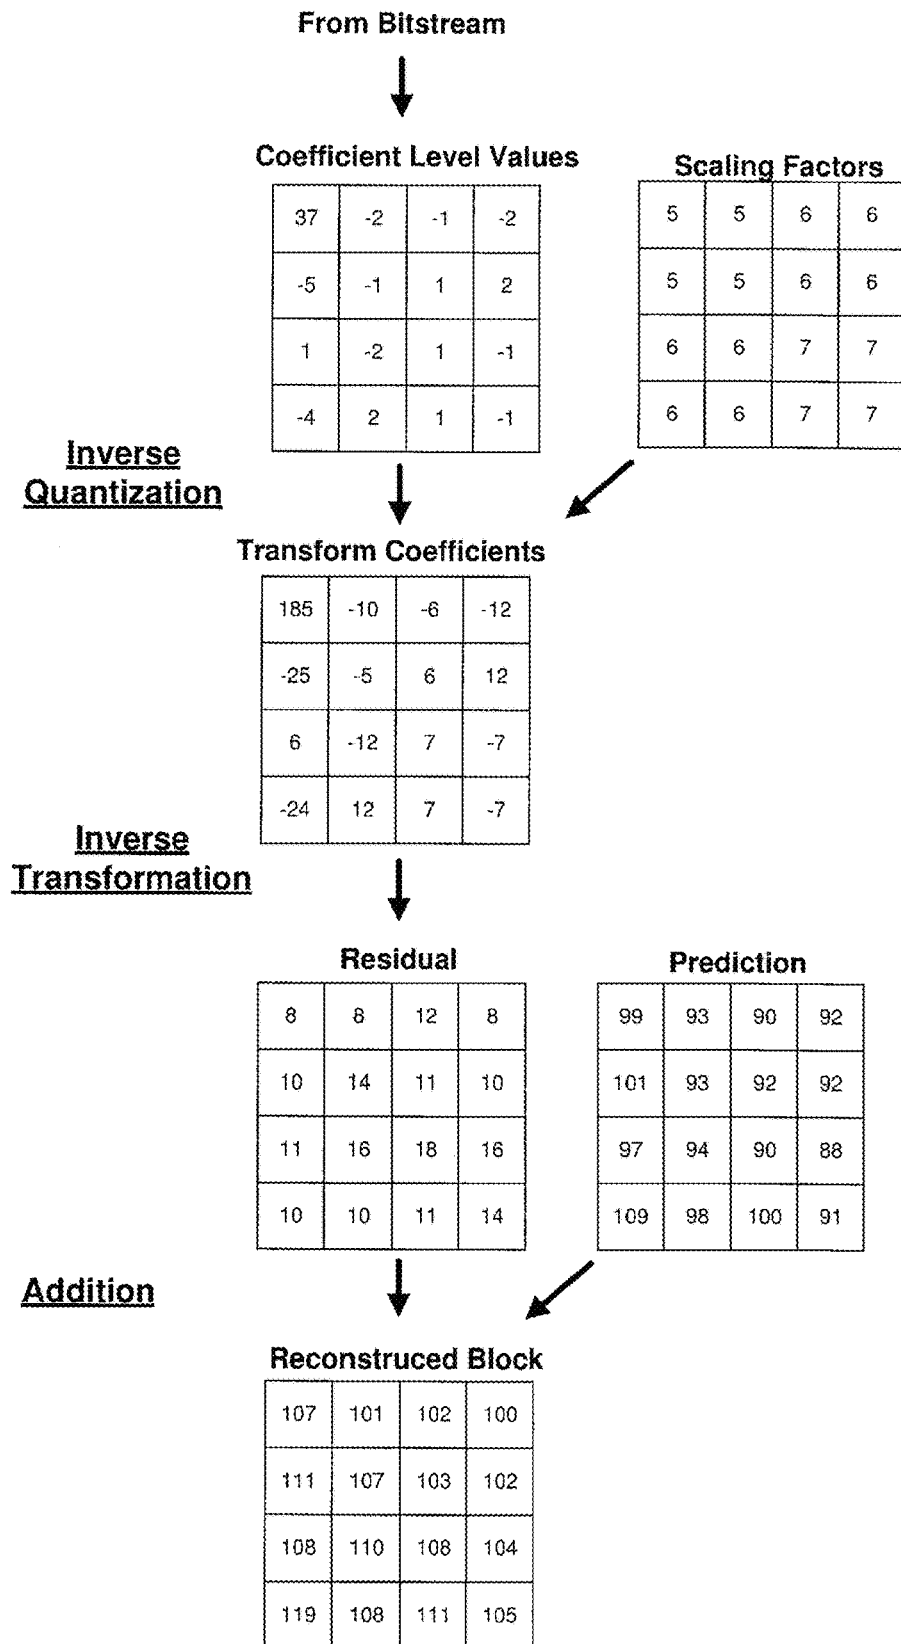 From Bitstream
Coefficient Level Values
Scaling Factors
37 -2 -1 -2
-5 -1 1 2
1 -2 1 -1
-4 2 1 -1
5 5 6 6
5 5 6 6
6 6 7 7
6 6 7 7
Inverse
Quantization
Transform Coefficients
185 -10 -6 -12
-25 -5 6 12
6 -12 7 -7
-24 12 7 -7
Inverse
Transformation
Residual
Prediction
8 8 12 8
10 14 11 10
11 16 18 16
10 10 11 14
99 93 90 92
101 93 92 92
97 94 90 88
109 98 100 91
Addition
Reconstruced Block
107 101 102 100
111 107 103 102
108 110 108 104
119 108 111 105